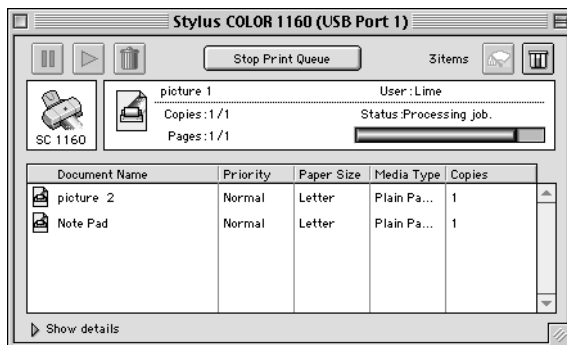 Stylus COLOR 1160 (USB Port 1)
Stop Print Queue
3items
picture 1
User :Lime
Copies :1/1
Status :Processing job.
Pages :1/1
SC 1160
Document Name Priority Paper Size Media Type Copies
picture 2 Normal Letter Plain Pa... 1
Note Pad Normal Letter Plain Pa... 1
Show details